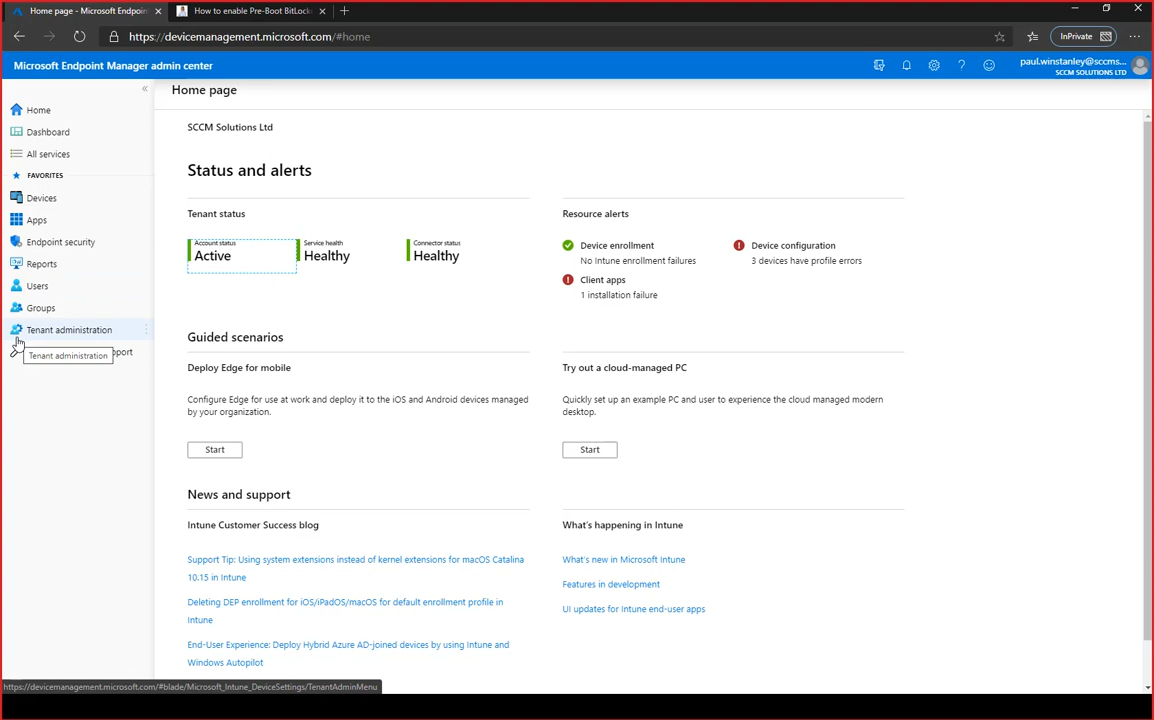 Home page - Microsoft Endpoin
How to enable Pre-Boot BitLock
https://devicemanagement.microsoft.com/#home
InPrivate
Microsoft Endpoint Manager admin center
paul.winstanley@sccms...
SCCM SOLUTIONS LTD
Home
Dashboard
All services
FAVORITES
Devices
Apps
Endpoint security
Reports
Users
Groups
Tenant administration
Tenant administration
pport
Home page
SCCM Solutions Ltd
Status and alerts
Tenant status
Account status
Active
Service health
Healthy
Connector status
Healthy
Resource alerts
Device enrollment
No Intune enrollment failures
Device configuration
3 devices have profile errors
Client apps
1 installation failure
Guided scenarios
Deploy Edge for mobile
Configure Edge for use at work and deploy it to the iOS and Android devices managed
by your organization.
Start
Try out a cloud-managed PC
Quickly set up an example PC and user to experience the cloud managed modern
desktop.
Start
News and support
Intune Customer Success blog
Support Tip: Using system extensions instead of kernel extensions for macOS Catalina
10.15 in Intune
Deleting DEP enrollment for iOS/iPadOS/macOS for default enrollment profile in
Intune
End-User Experience: Deploy Hybrid Azure AD-joined devices by using Intune and
Windows Autopilot
What's happening in Intune
What's new in Microsoft Intune
Features in development
UI updates for Intune end-user apps
https://devicemanagement.microsoft.com/#blade/Microsoft_Intune_DeviceSettings/TenantAdminMenu